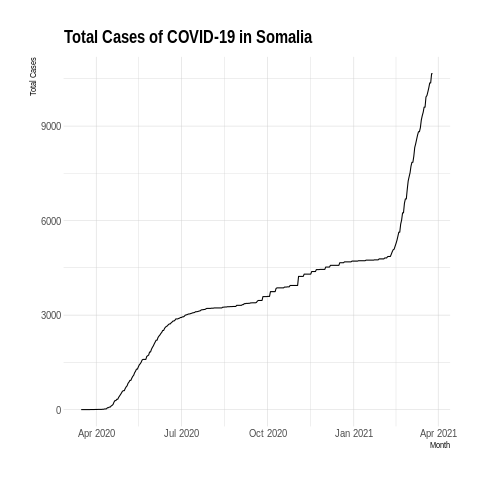 Total Cases of COVID-19 in Somalia
Total Cases
9000
6000
3000
0
Apr 2020 Jul 2020 Oct 2020 Jan 2021 Apr 2021
Month